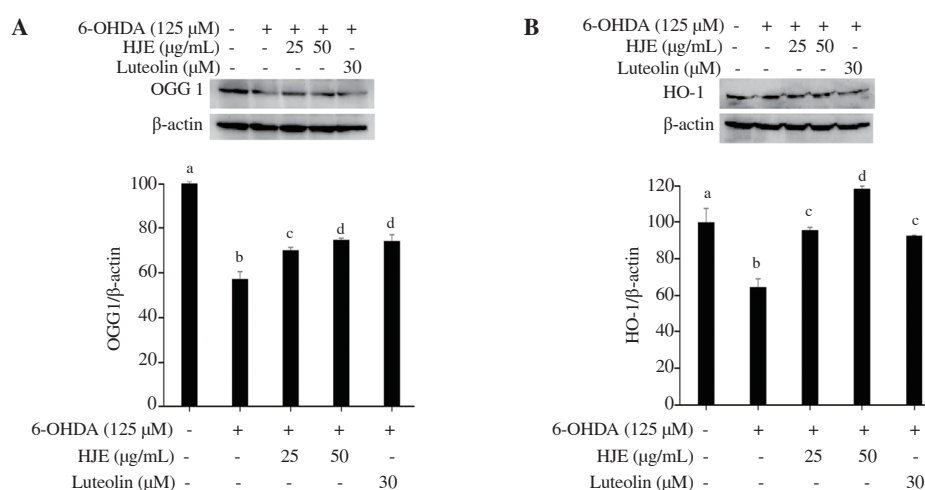 A
6-OHDA (125 μM) - + + + +
HJE (μg/mL) - - 25 50 -
Luteolin (μM) - - - - 30
OGG 1
β-actin
a
b
c
d
d
100
80
60
40
20
0
OGG1/β-actin
6-OHDA (125 μM) - + + + +
HJE (μg/mL) - - 25 50 -
Luteolin (μM) - - - - 30
B
6-OHDA (125 μM) - + + + +
HJE (μg/mL) - - 25 50 -
Luteolin (μM) - - - - 30
HO-1
β-actin
a
b
c
d
c
120
100
80
60
40
20
0
HO-1/β-actin
6-OHDA (125 μM) - + + + +
HJE (μg/mL) - - 25 50 -
Luteolin (μM) - - - - 30